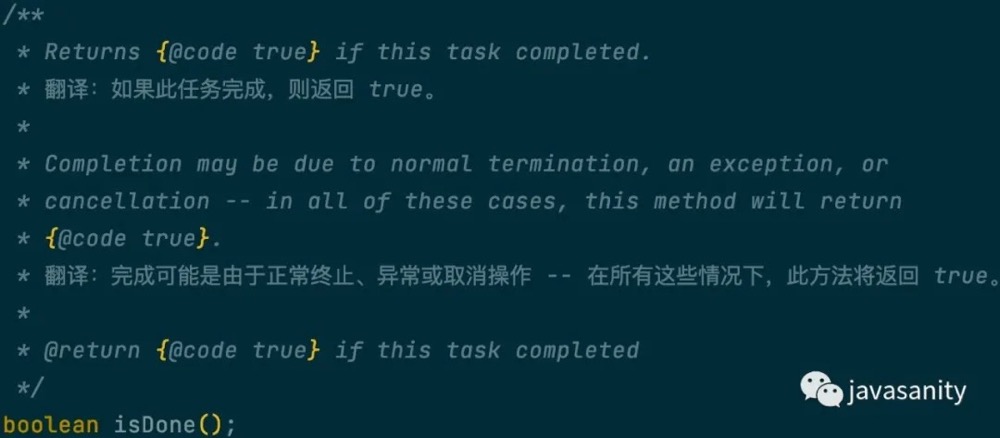 /**
 * Returns {@code true} if this task completed.
 * 翻译：如果此任务完成，则返回 true。
 *
 * Completion may be due to normal termination, an exception, or
 * cancellation -- in all of these cases, this method will return
 * {@code true}.
 * 翻译：完成可能是由于正常终止、异常或取消操作 -- 在所有这些情况下，此方法将返回 true。
 *
 * @return {@code true} if this task completed
 */
boolean isDone();
javasanity